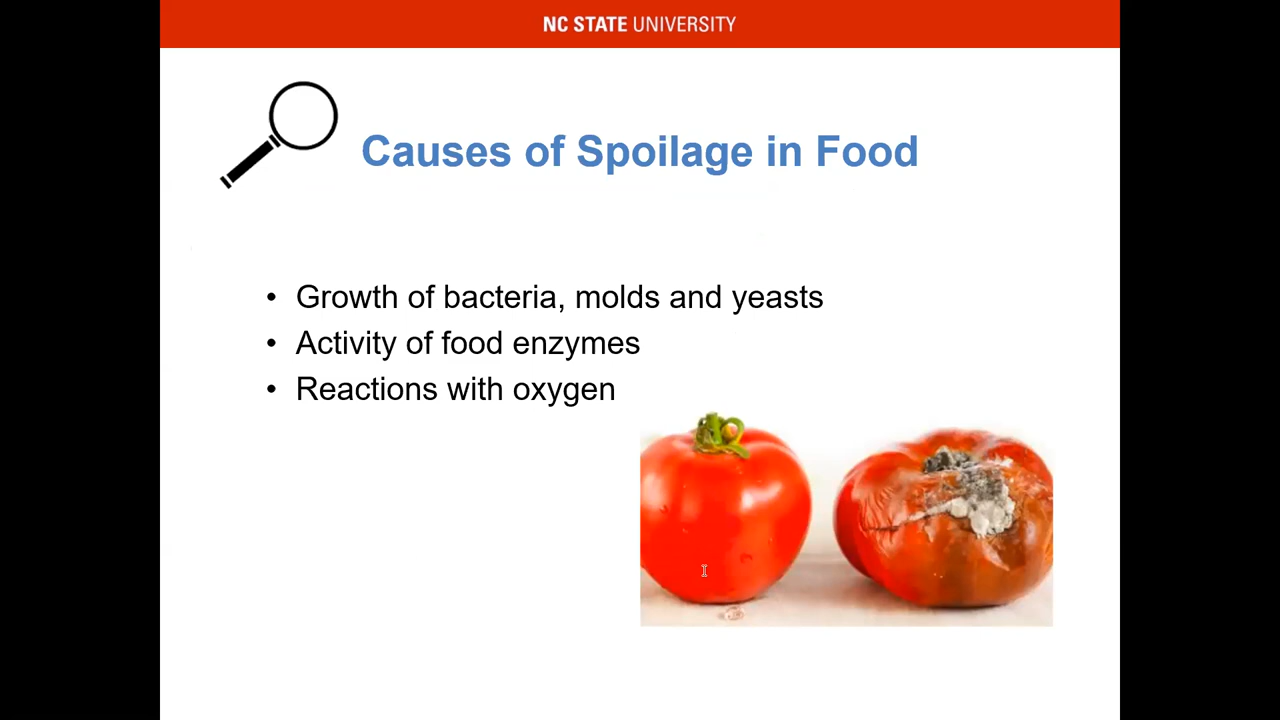 NC STATE UNIVERSITY
Causes of Spoilage in Food
• Growth of bacteria, molds and yeasts
• Activity of food enzymes
• Reactions with oxygen